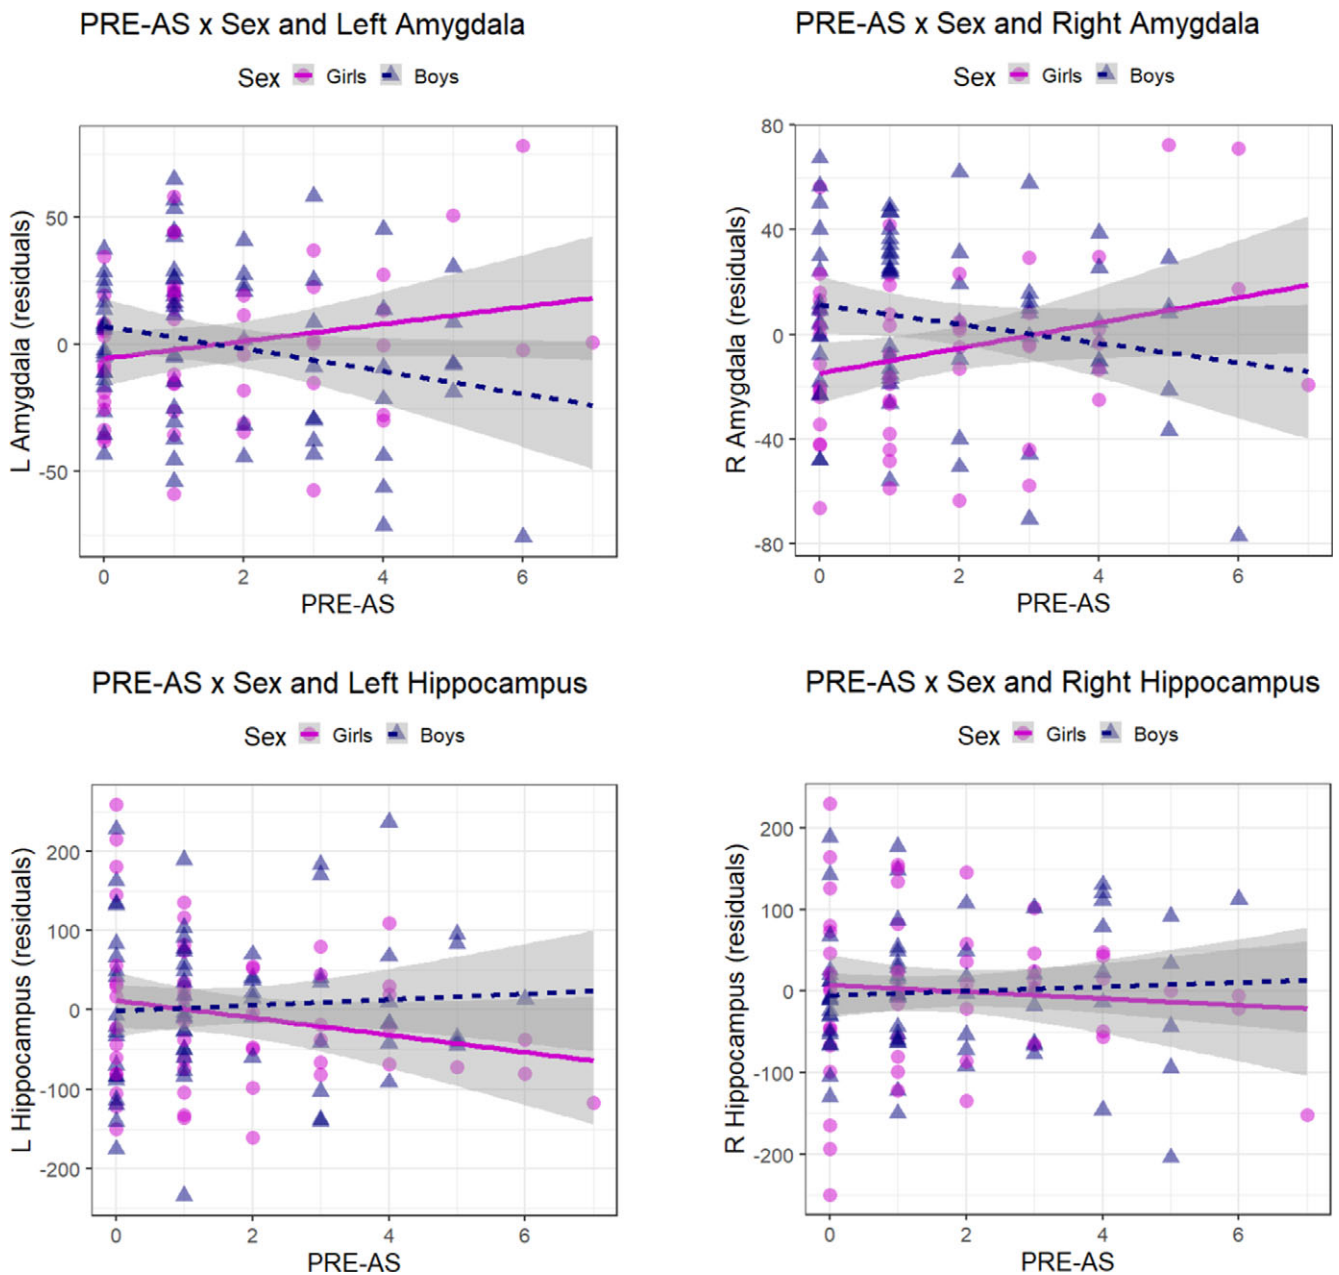 PRE-AS x Sex and Left Amygdala
Sex Girls Boys
L Amygdala (residuals)
50
0
-50
0 2 4 6
PRE-AS
PRE-AS x Sex and Right Amygdala
Sex Girls Boys
R Amygdala (residuals)
80
40
0
-40
-80
0 2 4 6
PRE-AS
PRE-AS x Sex and Left Hippocampus
Sex Girls Boys
L Hippocampus (residuals)
200
100
0
-100
-200
0 2 4 6
PRE-AS
PRE-AS x Sex and Right Hippocampus
Sex Girls Boys
R Hippocampus (residuals)
200
100
0
-100
-200
0 2 4 6
PRE-AS